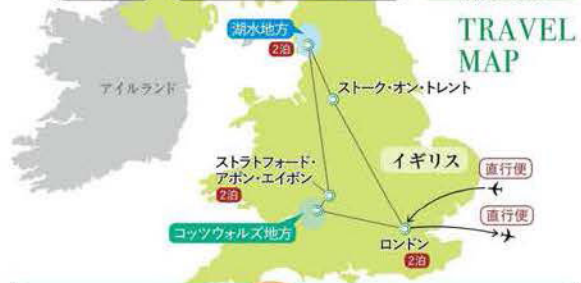 湖水地方
2泊
TRAVEL
MAP
アイルランド
ストーク・オン・トレント
イギリス
直行便
ストラトフォード・
アポン・エイボン
2泊
直行便
コッツウォルズ地方
ロンドン
2泊